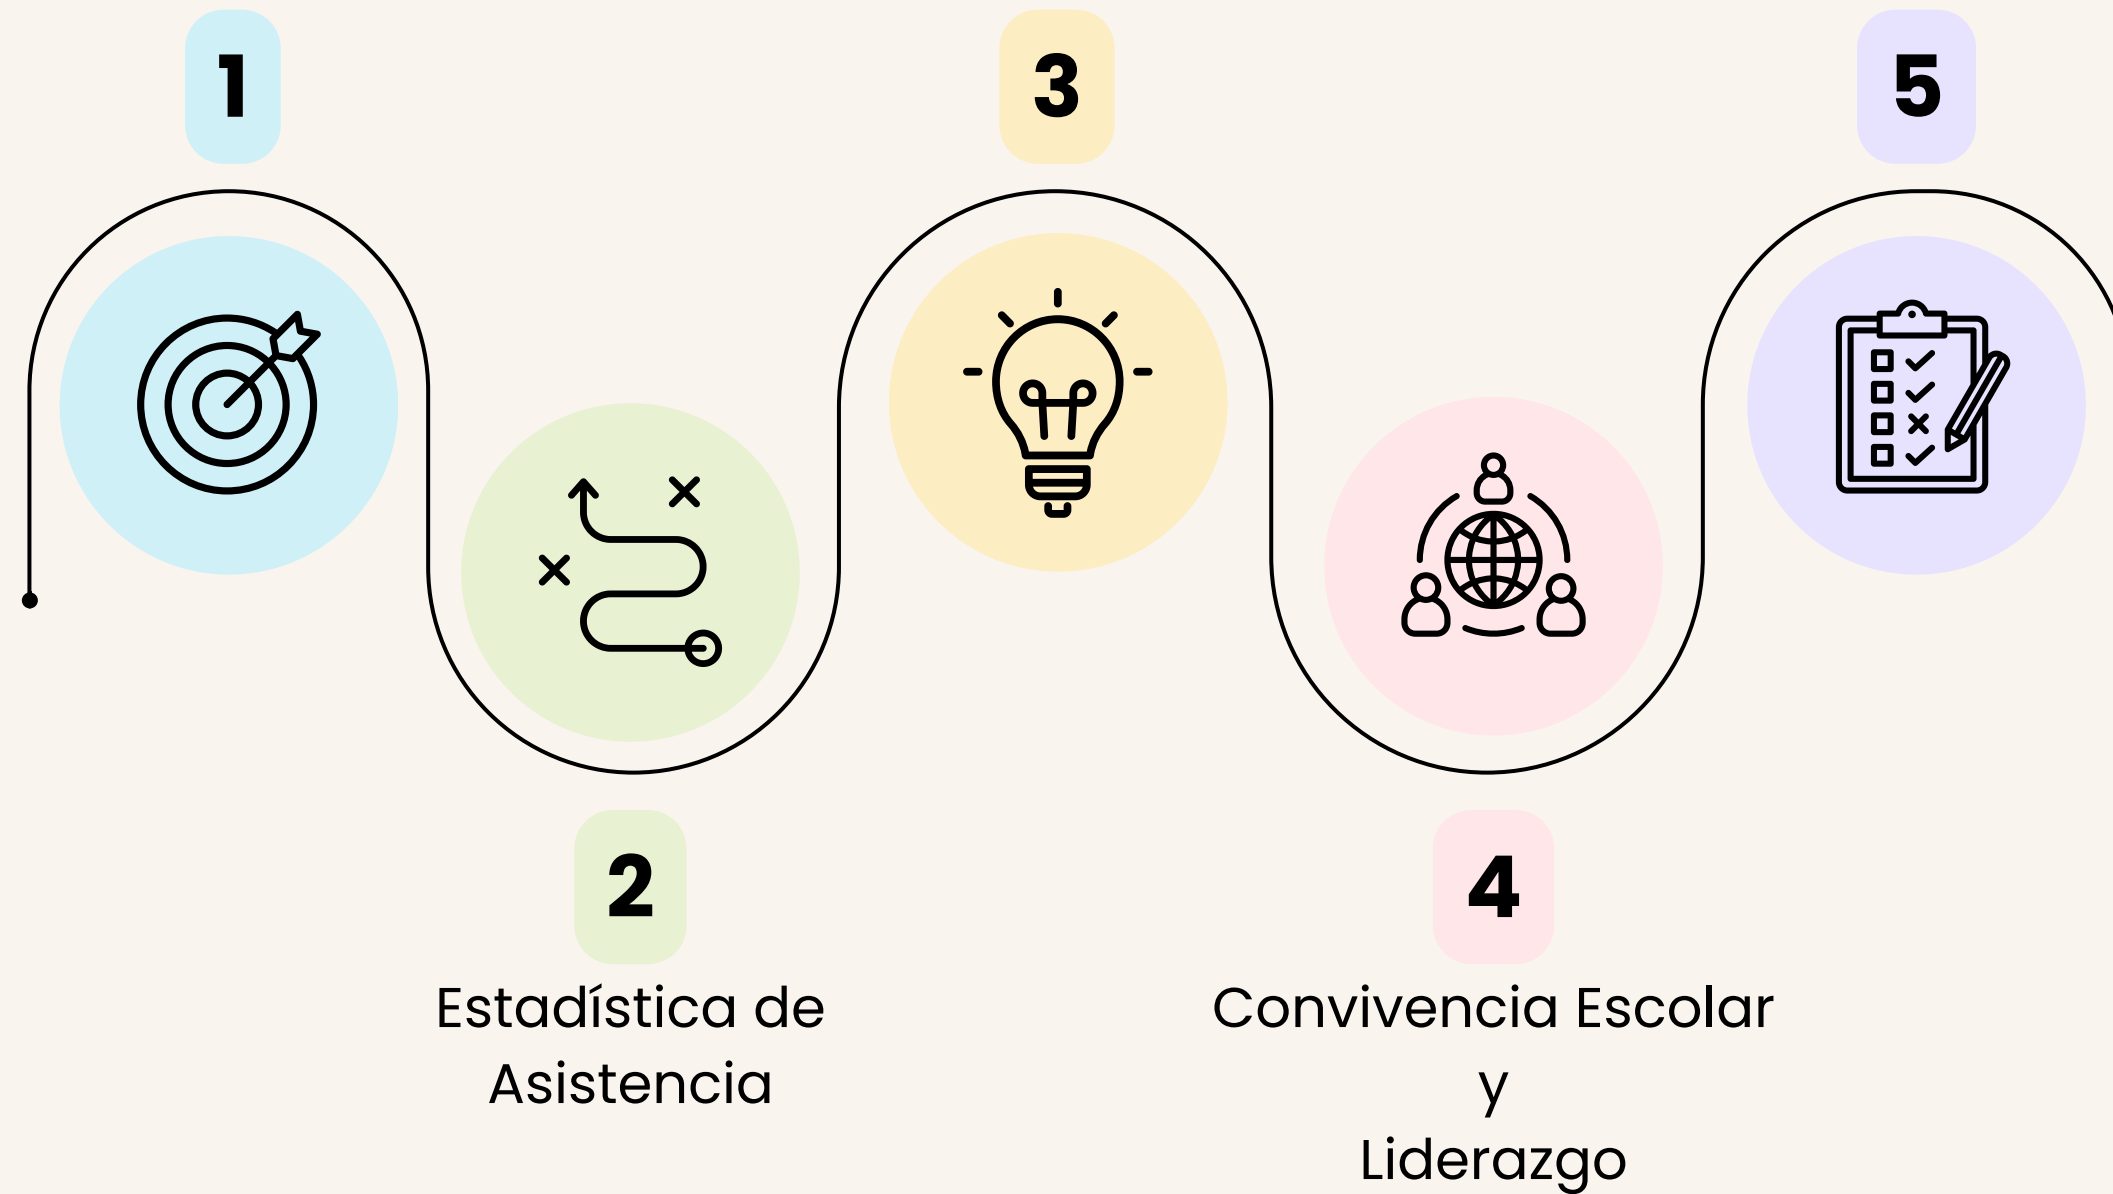 1
3
5
2
4
Estadística de
Asistencia
Convivencia Escolar
y
Liderazgo